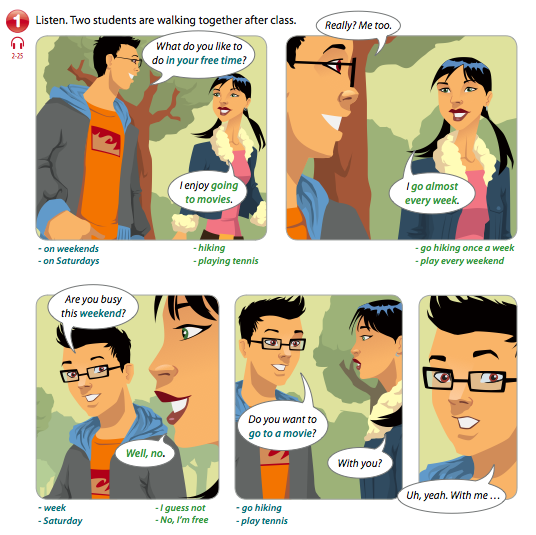 1 Listen. Two students are walking together after class.
2-25
What do you like to
do in your free time?
I enjoy going
to movies.
Really? Me too.
I go almost
every week.
- on weekends
- on Saturdays
- hiking
- playing tennis
- go hiking once a week
- play every weekend
Are you busy
this weekend?
Well, no.
Do you want to
go to a movie?
With you?
Uh, yeah. With me ...
- week
- Saturday
- I guess not
- No, I'm free
- go hiking
- play tennis